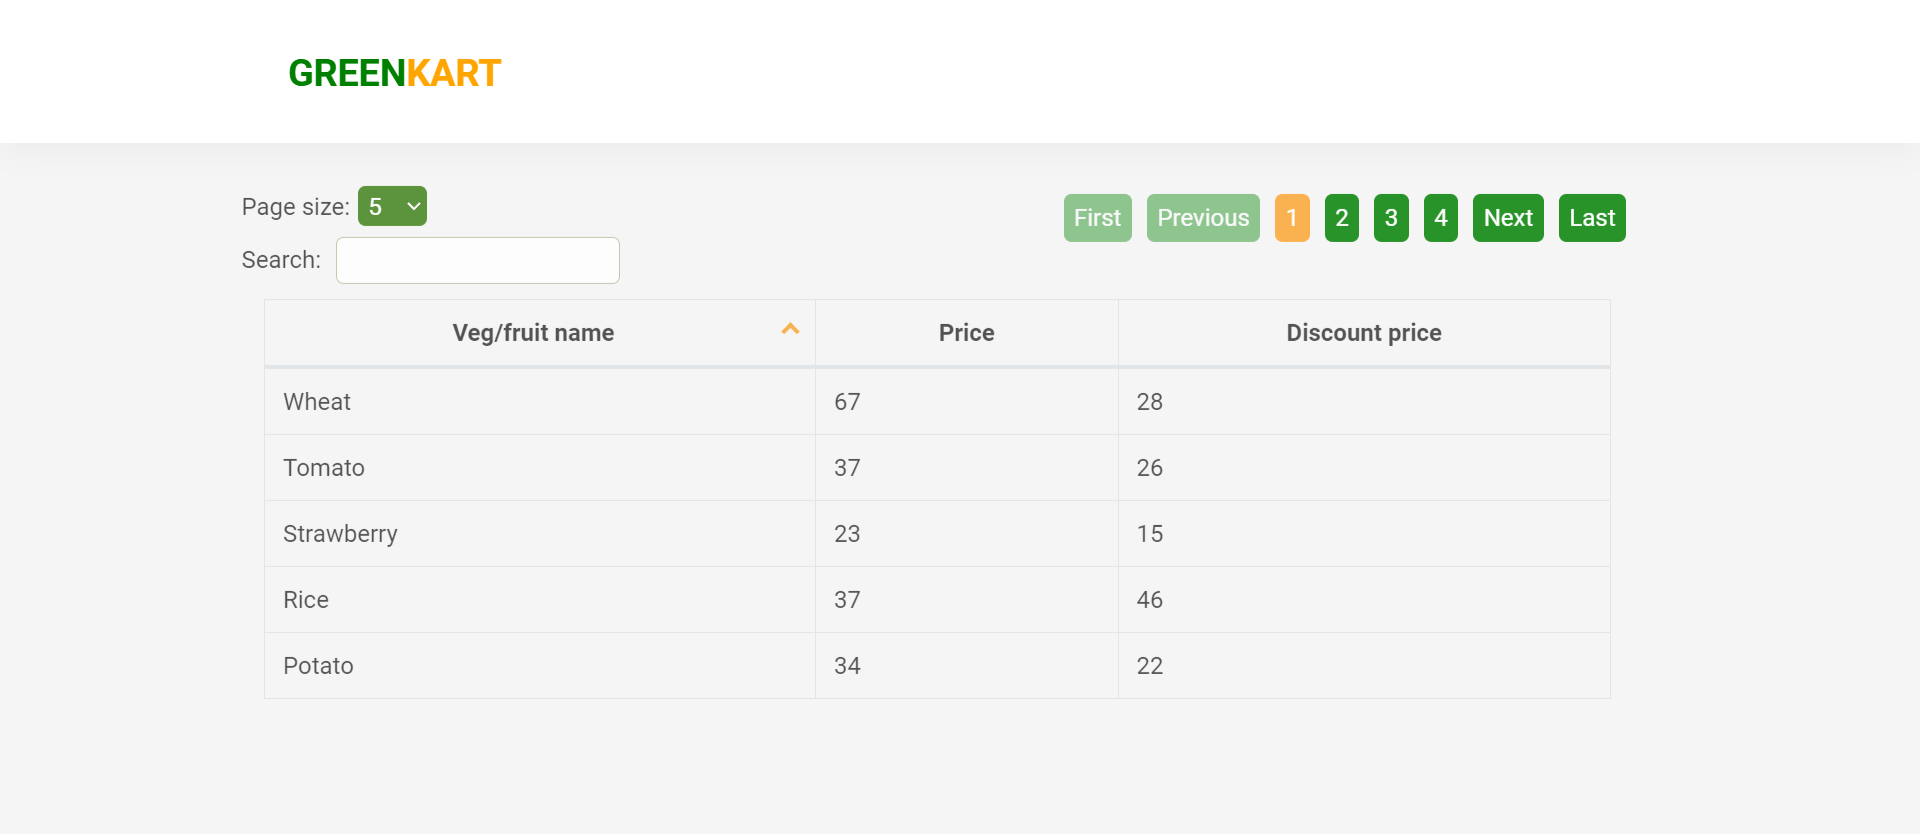 GREENKART
Page size: 5
First Previous 1 2 3 4 Next Last
Search:
Veg/fruit name Price Discount price
Wheat 67 28
Tomato 37 26
Strawberry 23 15
Rice 37 46
Potato 34 22